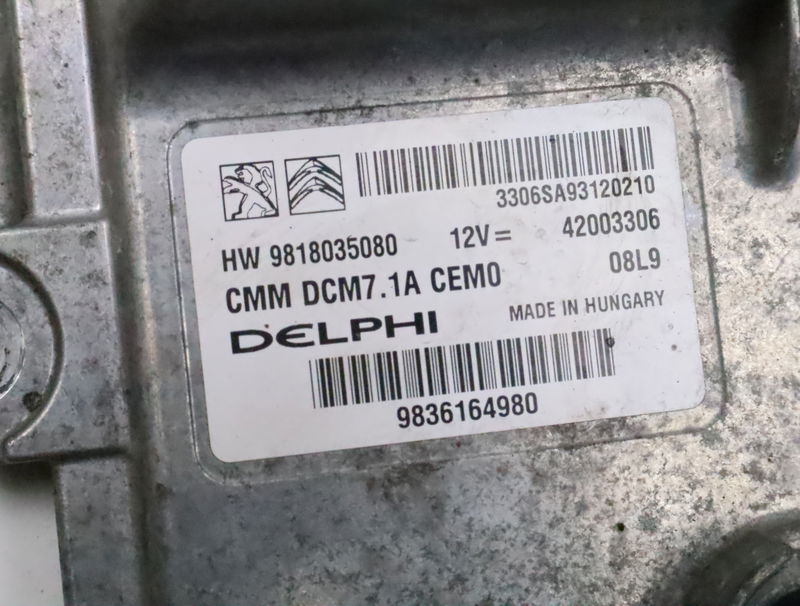 3306SA93120210
HW 9818035080 12V= 42003306
CMM DCM7.1A CEM0 08L9
DELPHI MADE IN HUNGARY
9836164980